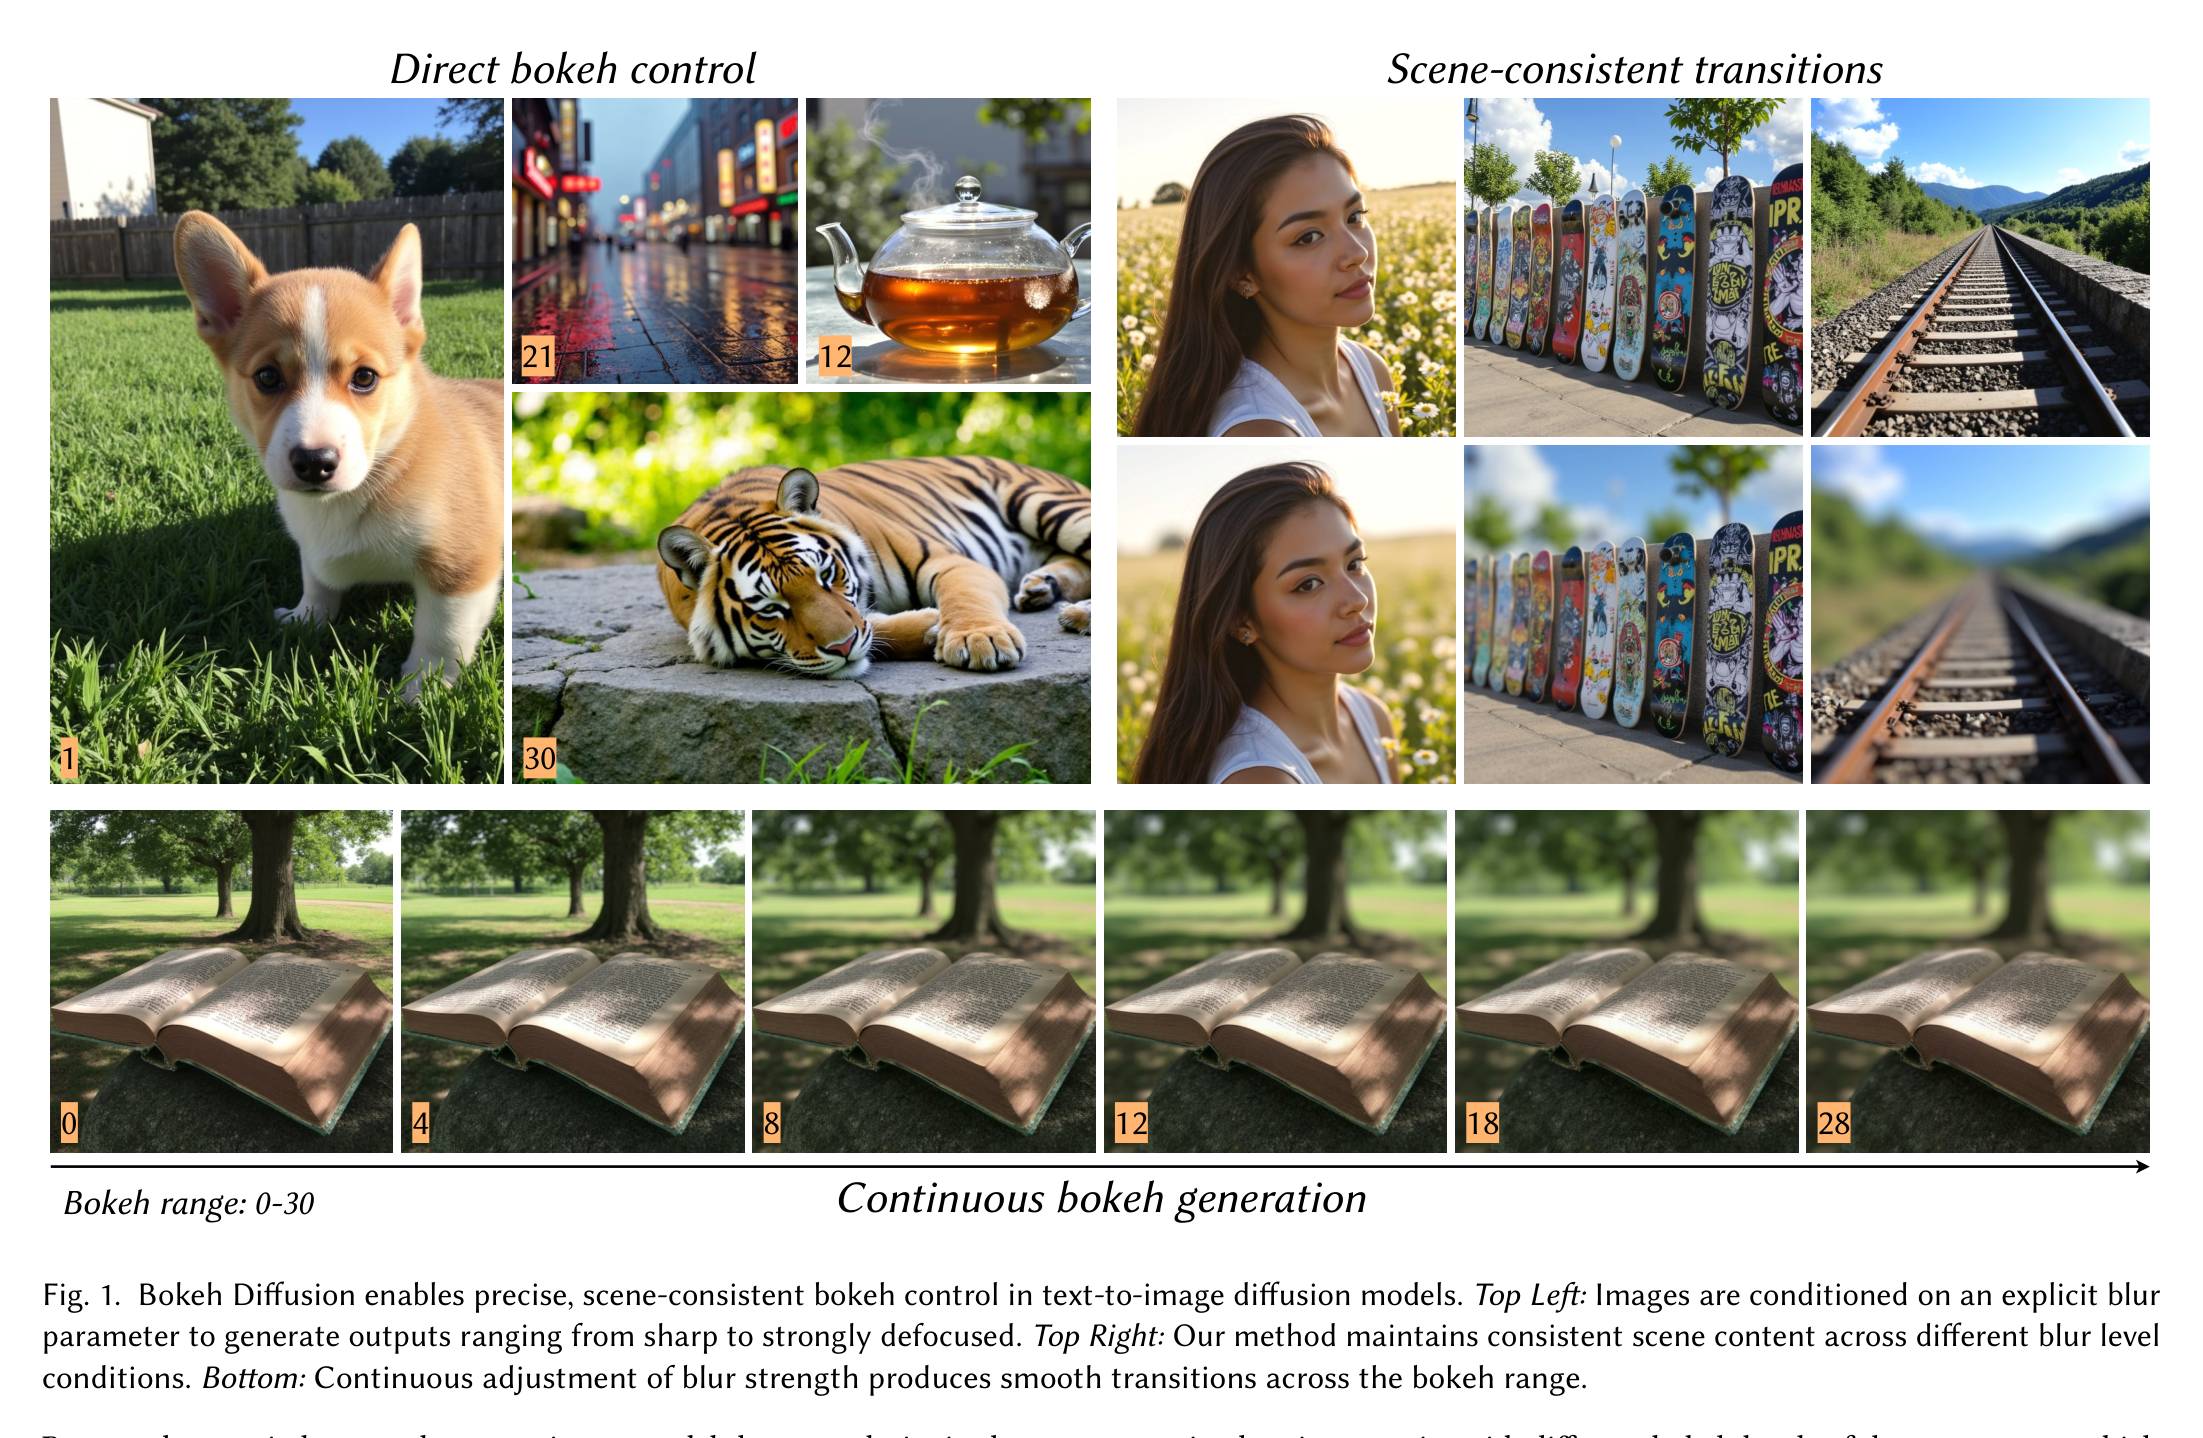 Direct bokeh control
Scene-consistent transitions
21
12
1
30
0
4
8
12
18
28
Bokeh range: 0-30
Continuous bokeh generation
Fig. 1. Bokeh Diffusion enables precise, scene-consistent bokeh control in text-to-image diffusion models. Top Left: Images are conditioned on an explicit blur
parameter to generate outputs ranging from sharp to strongly defocused. Top Right: Our method maintains consistent scene content across different blur level
conditions. Bottom: Continuous adjustment of blur strength produces smooth transitions across the bokeh range.